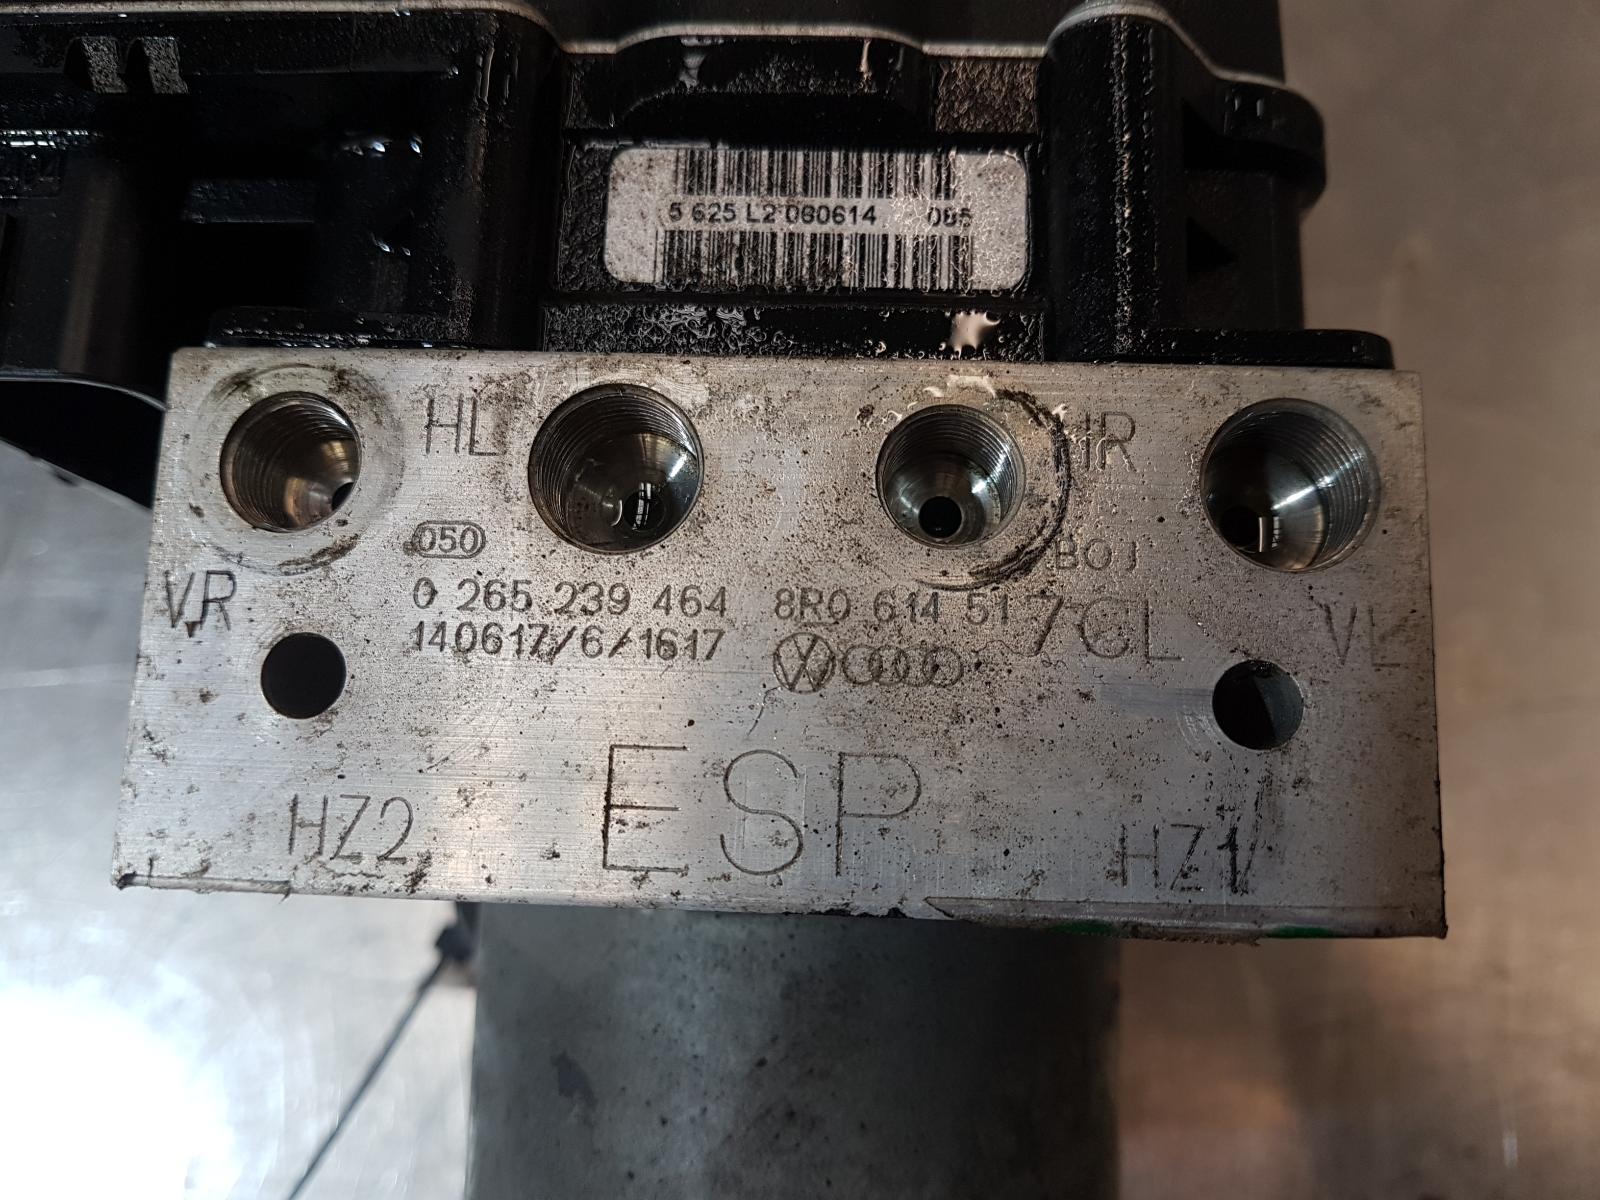 5 625 L2 080614 085
HL
HR
050
BOJ
VR
0 265 239 464 8R0 614 517CL
VL
140617/6/1617
ESP
HZ2
HZ1